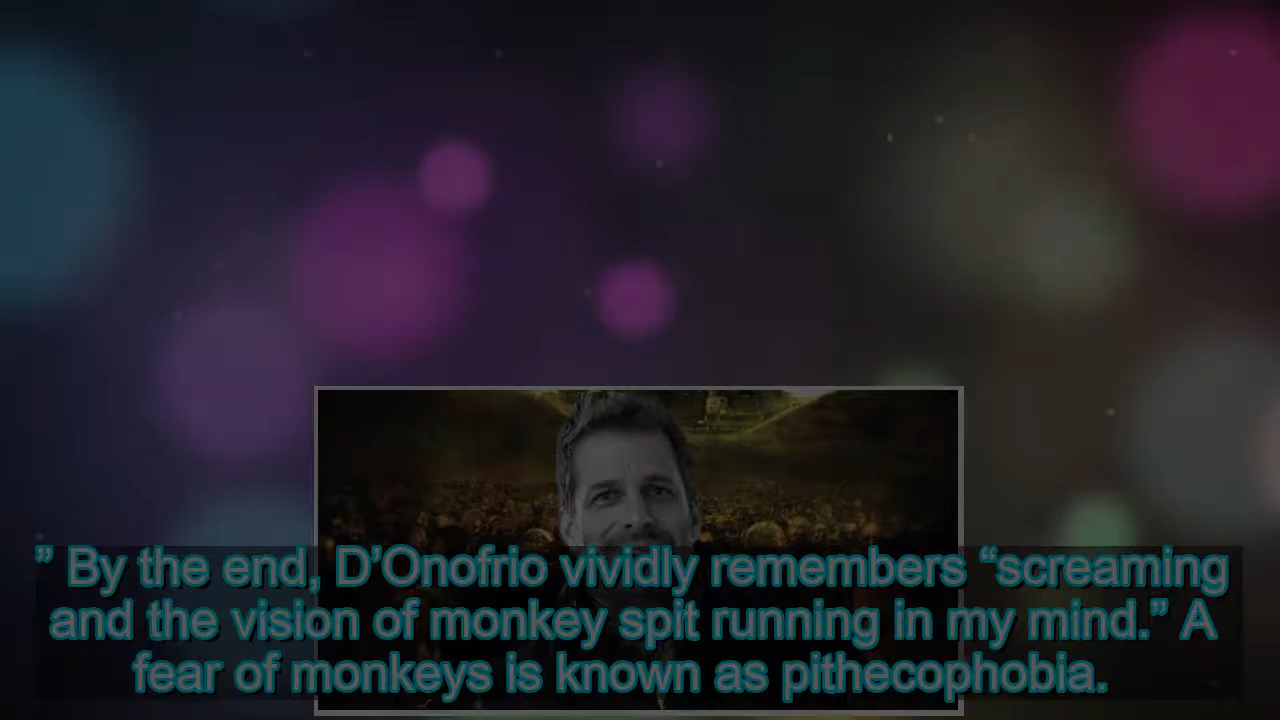 ” By the end, D’Onofrio vividly remembers “screaming
and the vision of monkey spit running in my mind.” A
fear of monkeys is known as pithecophobia.